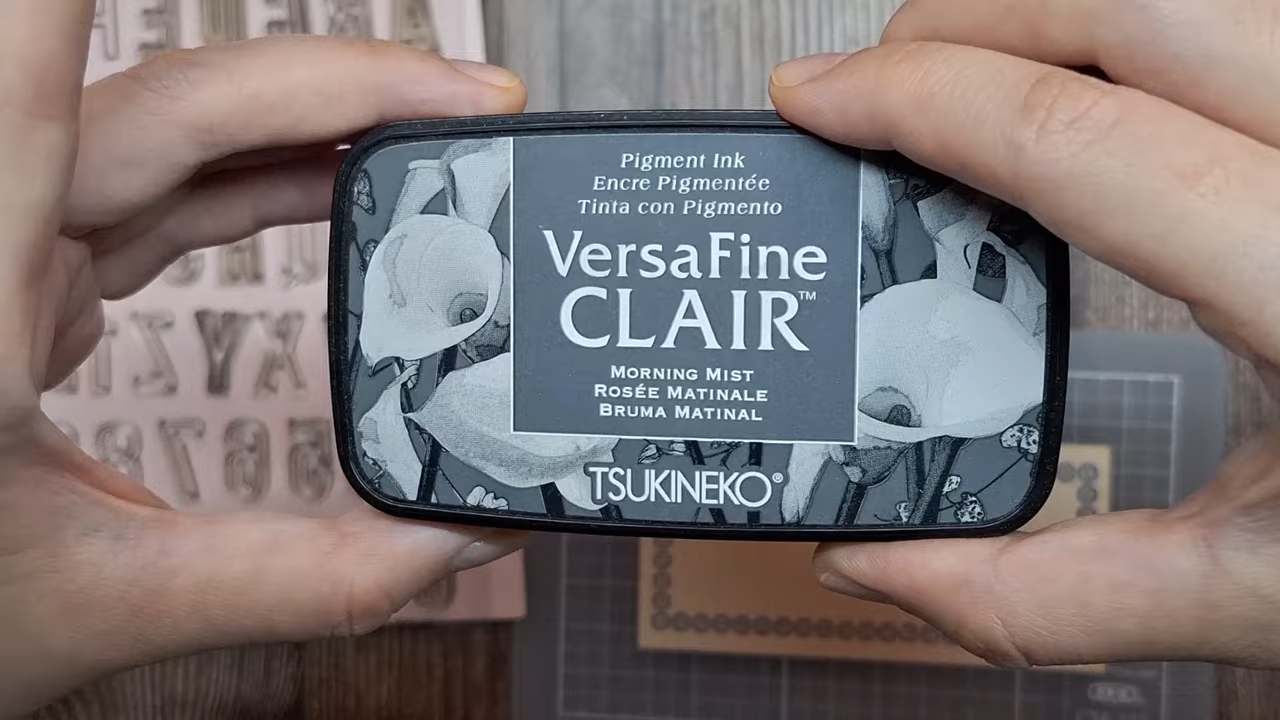 Pigment Ink
Encre Pigmentée
Tinta con Pigmento
VersaFine
CLAIR™
MORNING MIST
ROSÉE MATINALE
BRUMA MATINAL
TSUKINEKO®